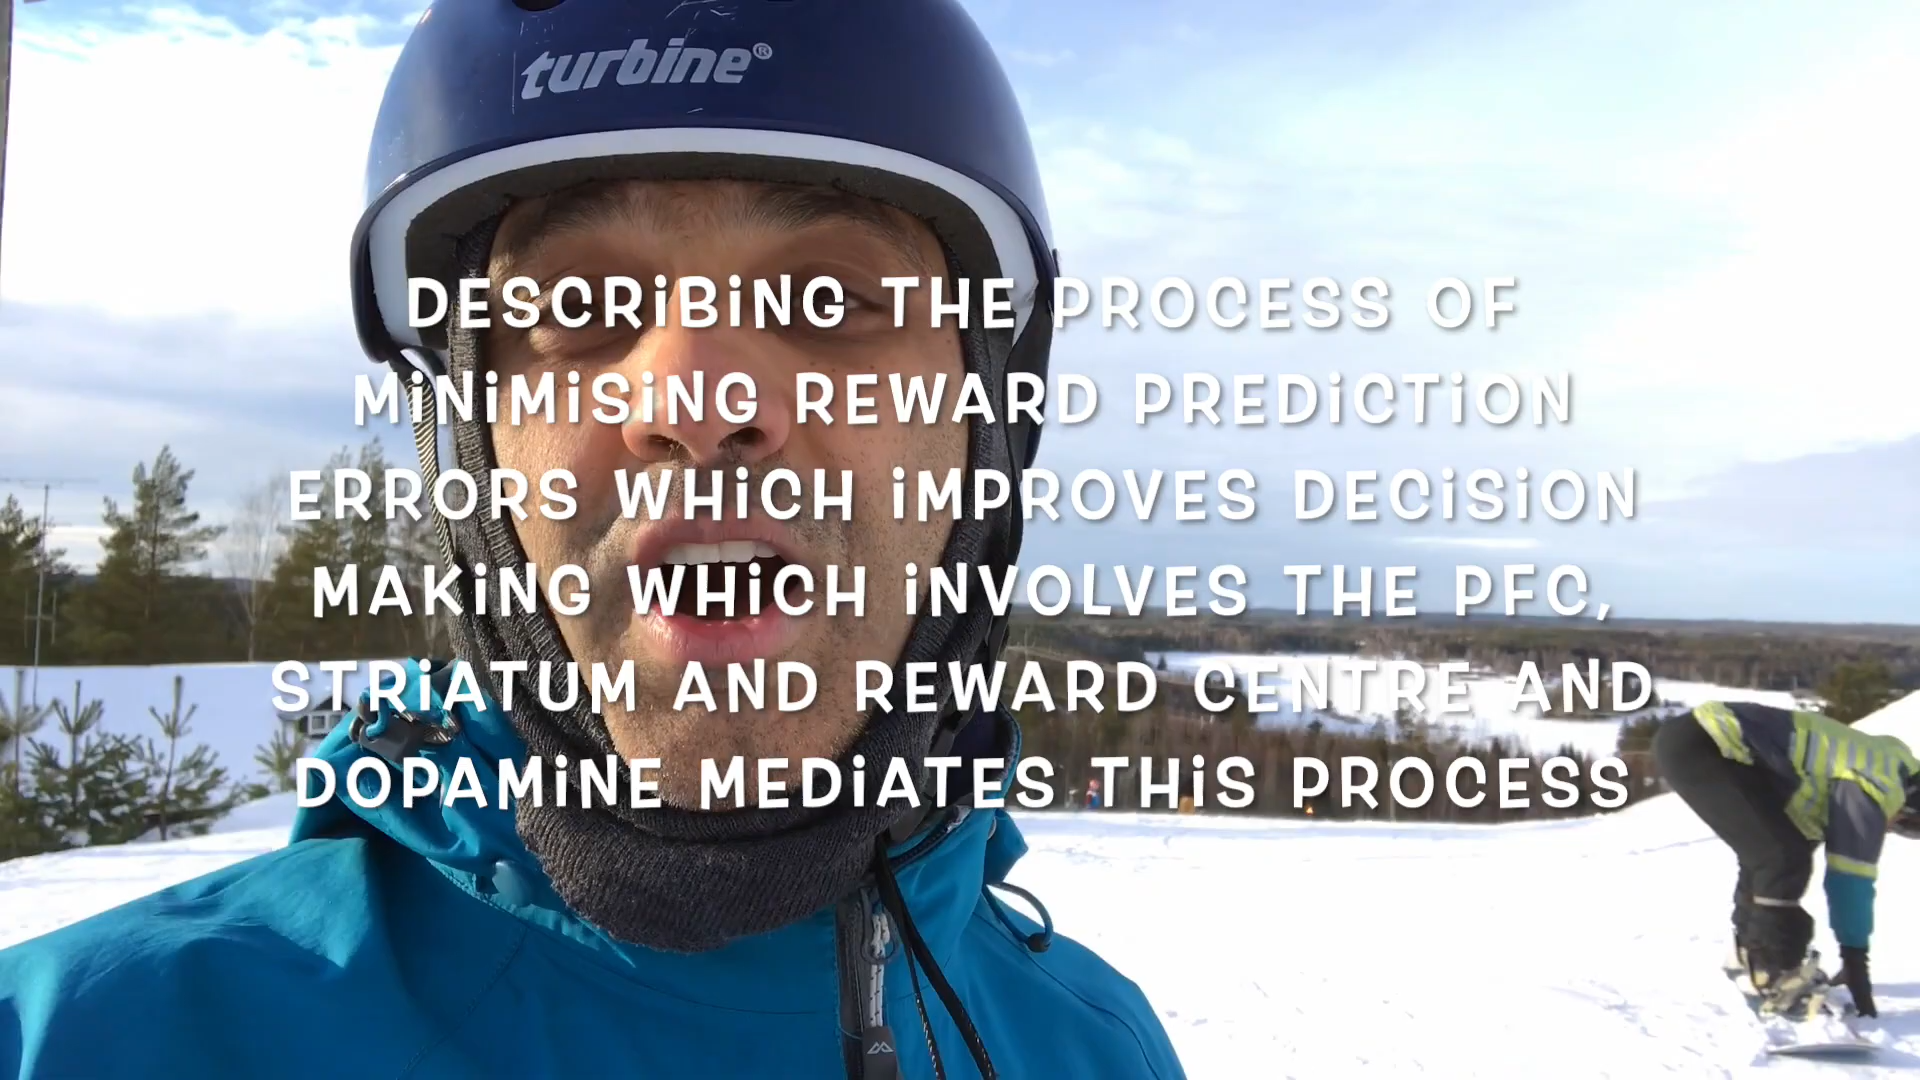 turbine®
DESCRiBiNG THE PROCESS OF
MiNiMiSiNG REWARD PREDiCTiON
ERRORS WHiCH iMPROVES DECiSiON
MAKiNG WHiCH iNVOLVES THE PFC,
STRiATUM AND REWARD CENTRE AND
DOPAMiNE MEDiATES THiS PROCESS